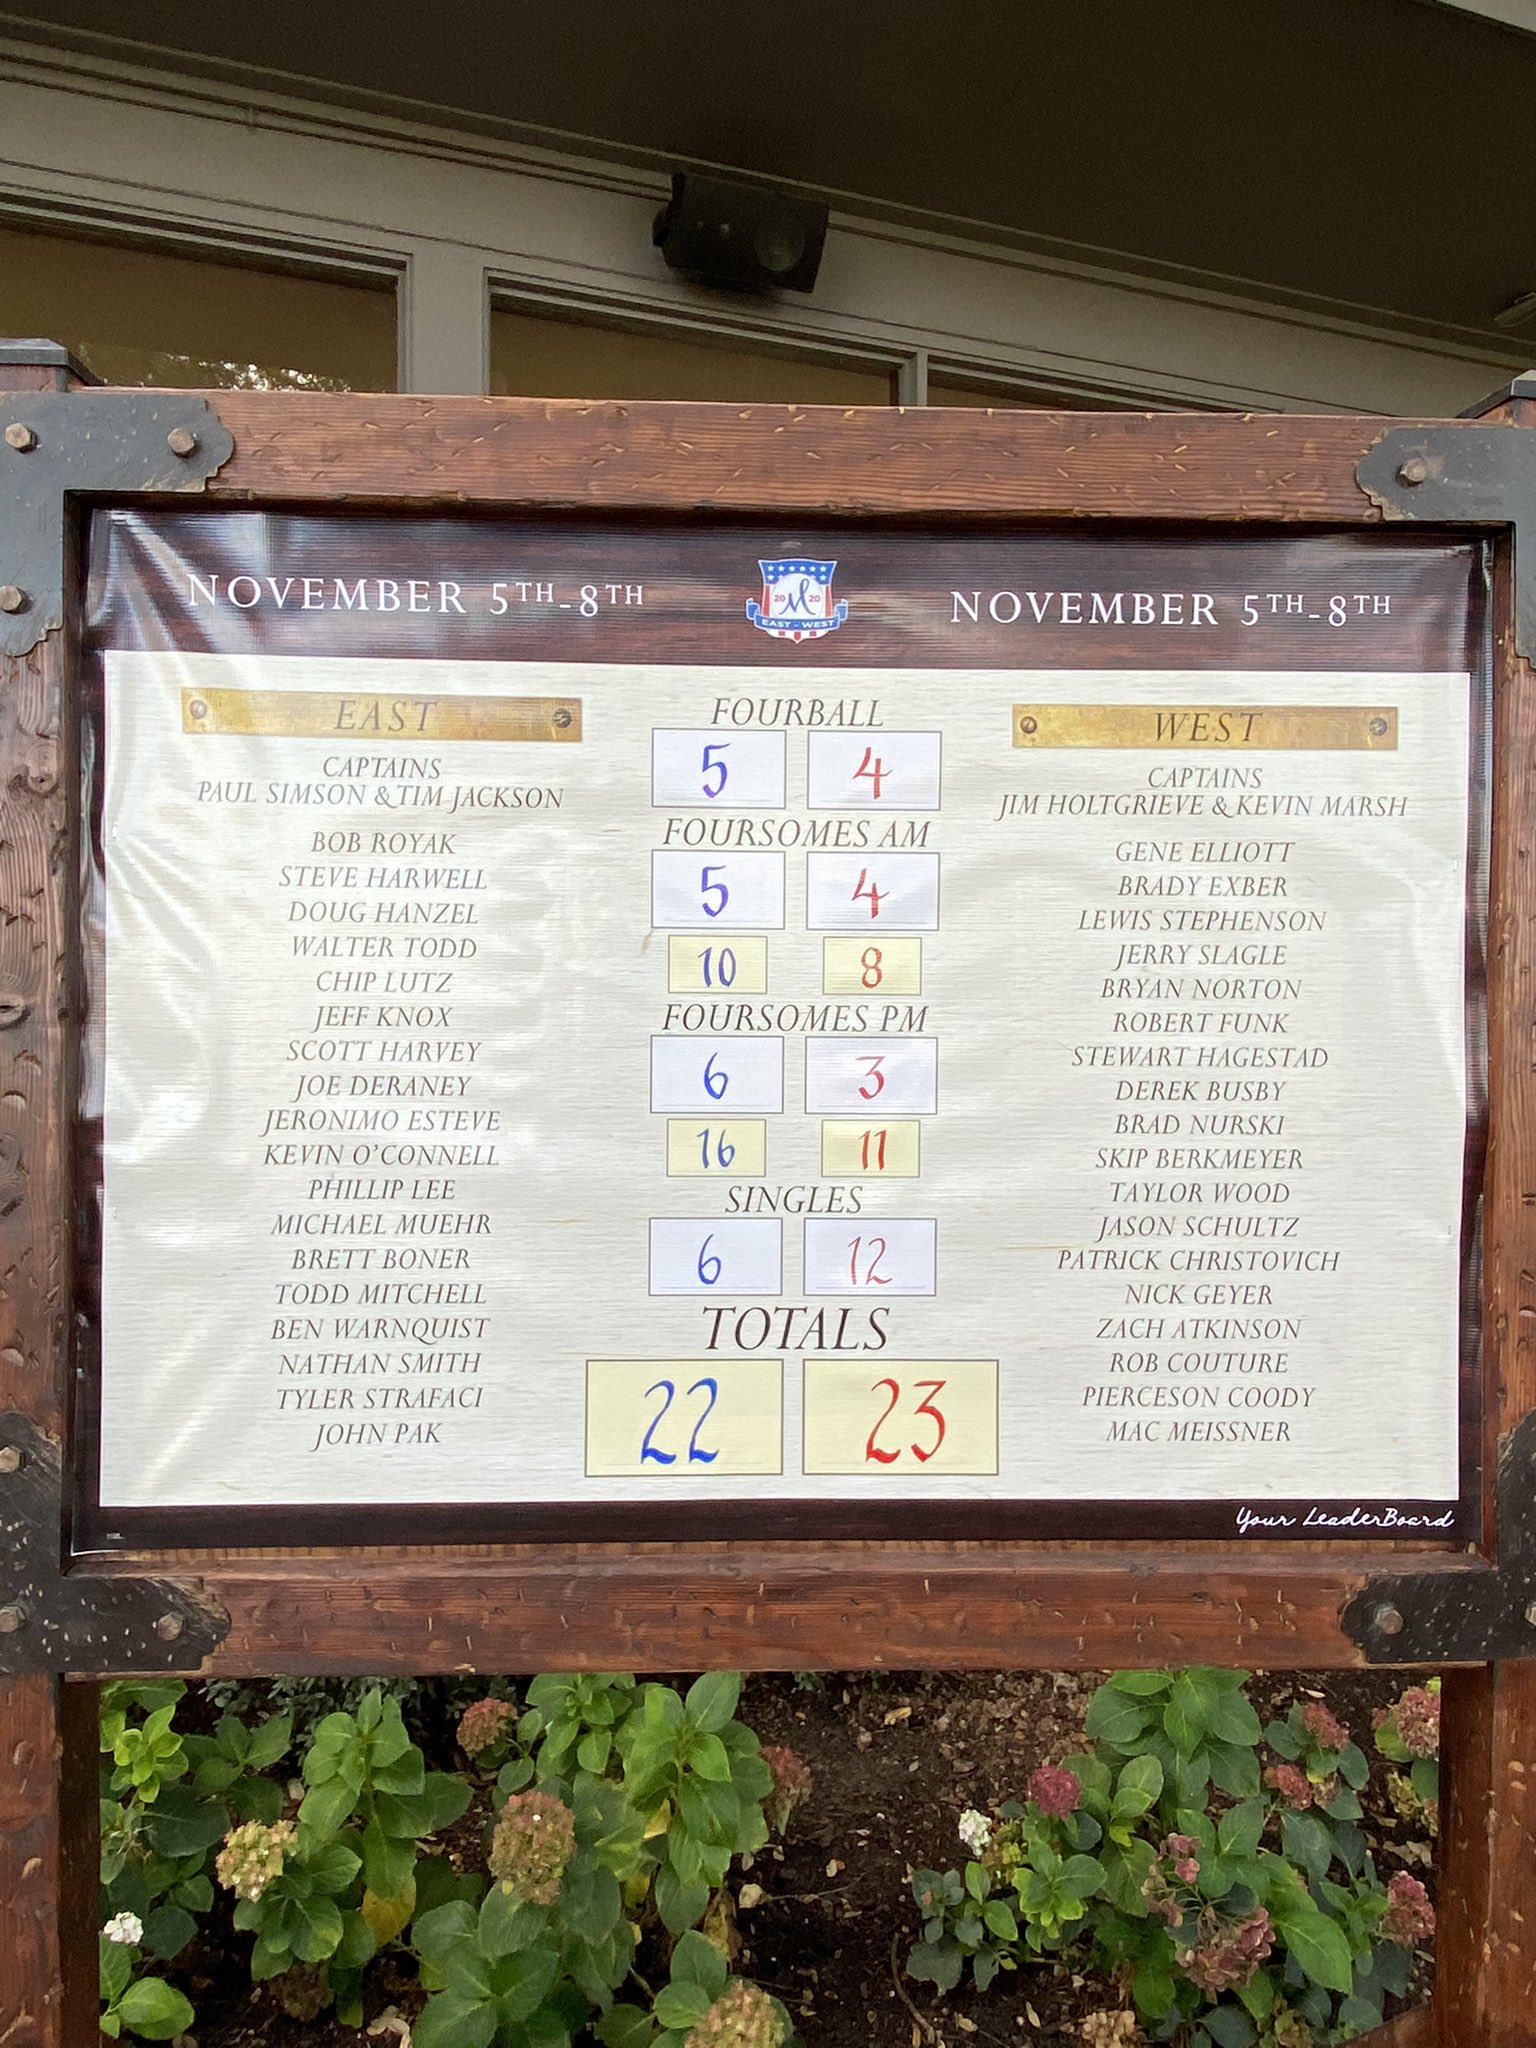 NOVEMBER 5TH-8TH
20 M 20
EAST - WEST
NOVEMBER 5TH-8TH
EAST
CAPTAINS
PAUL SIMSON & TIM JACKSON
BOB ROYAK
STEVE HARWELL
DOUG HANZEL
WALTER TODD
CHIP LUTZ
JEFF KNOX
SCOTT HARVEY
JOE DERANEY
JERONIMO ESTEVE
KEVIN O'CONNELL
PHILLIP LEE
MICHAEL MUEHR
BRETT BONER
TODD MITCHELL
BEN WARNQUIST
NATHAN SMITH
TYLER STRAFACI
JOHN PAK
FOURBALL
5 4
FOURSOMES AM
5 4
10 8
FOURSOMES PM
6 3
16 11
SINGLES
6 12
TOTALS
22 23
WEST
CAPTAINS
JIM HOLTGRIEVE & KEVIN MARSH
GENE ELLIOTT
BRADY EXBER
LEWIS STEPHENSON
JERRY SLAGLE
BRYAN NORTON
ROBERT FUNK
STEWART HAGESTAD
DEREK BUSBY
BRAD NURSKI
SKIP BERKMEYER
TAYLOR WOOD
JASON SCHULTZ
PATRICK CHRISTOVICH
NICK GEYER
ZACH ATKINSON
ROB COUTURE
PIERCESON COODY
MAC MEISSNER
Your LeaderBoard